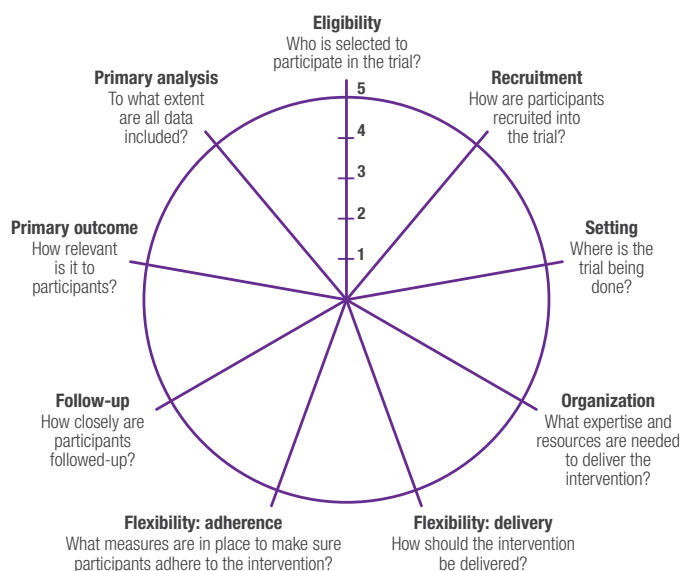 Eligibility
Who is selected to
participate in the trial?
Recruitment
How are participants
recruited into
the trial?
Setting
Where is the
trial being
done?
Organization
What expertise and
resources are needed
to deliver the
intervention?
Flexibility: delivery
How should the intervention
be delivered?
Flexibility: adherence
What measures are in place to make sure
participants adhere to the intervention?
Follow-up
How closely are
participants
followed-up?
Primary outcome
How relevant
is it to
participants?
Primary analysis
To what extent
are all data
included?
5
4
3
2
1